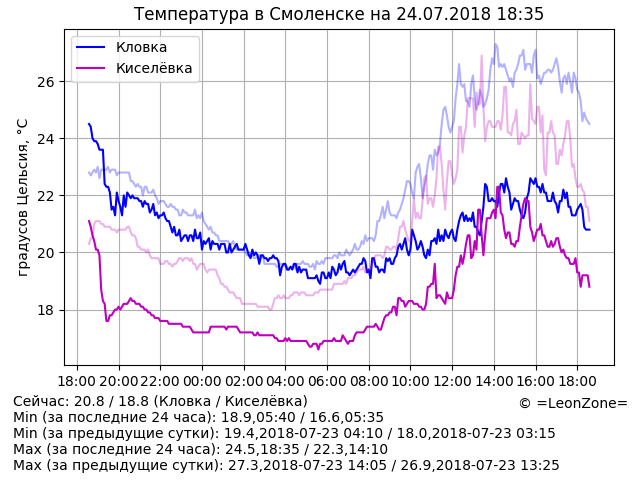 Температура в Смоленске на 24.07.2018 18:35
Кловка
Киселёвка
градусов Цельсия, °C
26
24
22
20
18
18:00 20:00 22:00 00:00 02:00 04:00 06:00 08:00 10:00 12:00 14:00 16:00 18:00
Сейчас: 20.8 / 18.8 (Кловка / Киселёвка)
© =LeonZone=
Min (за последние 24 часа): 18.9,05:40 / 16.6,05:35
Min (за предыдущие сутки): 19.4,2018-07-23 04:10 / 18.0,2018-07-23 03:15
Max (за последние 24 часа): 24.5,18:35 / 22.3,14:10
Max (за предыдущие сутки): 27.3,2018-07-23 14:05 / 26.9,2018-07-23 13:25